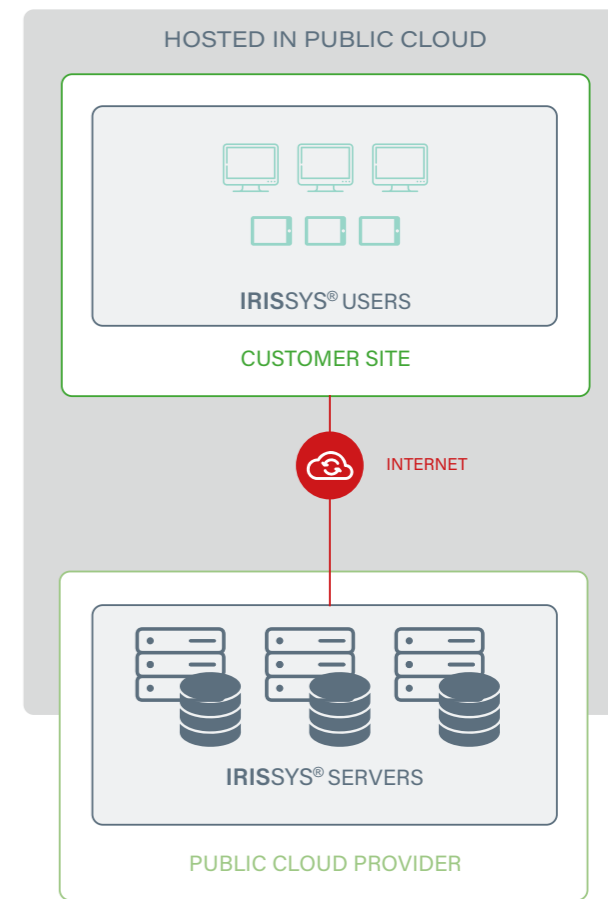 HOSTED IN PUBLIC CLOUD
IRISSYS® USERS
CUSTOMER SITE
INTERNET
IRISSYS® SERVERS
PUBLIC CLOUD PROVIDER